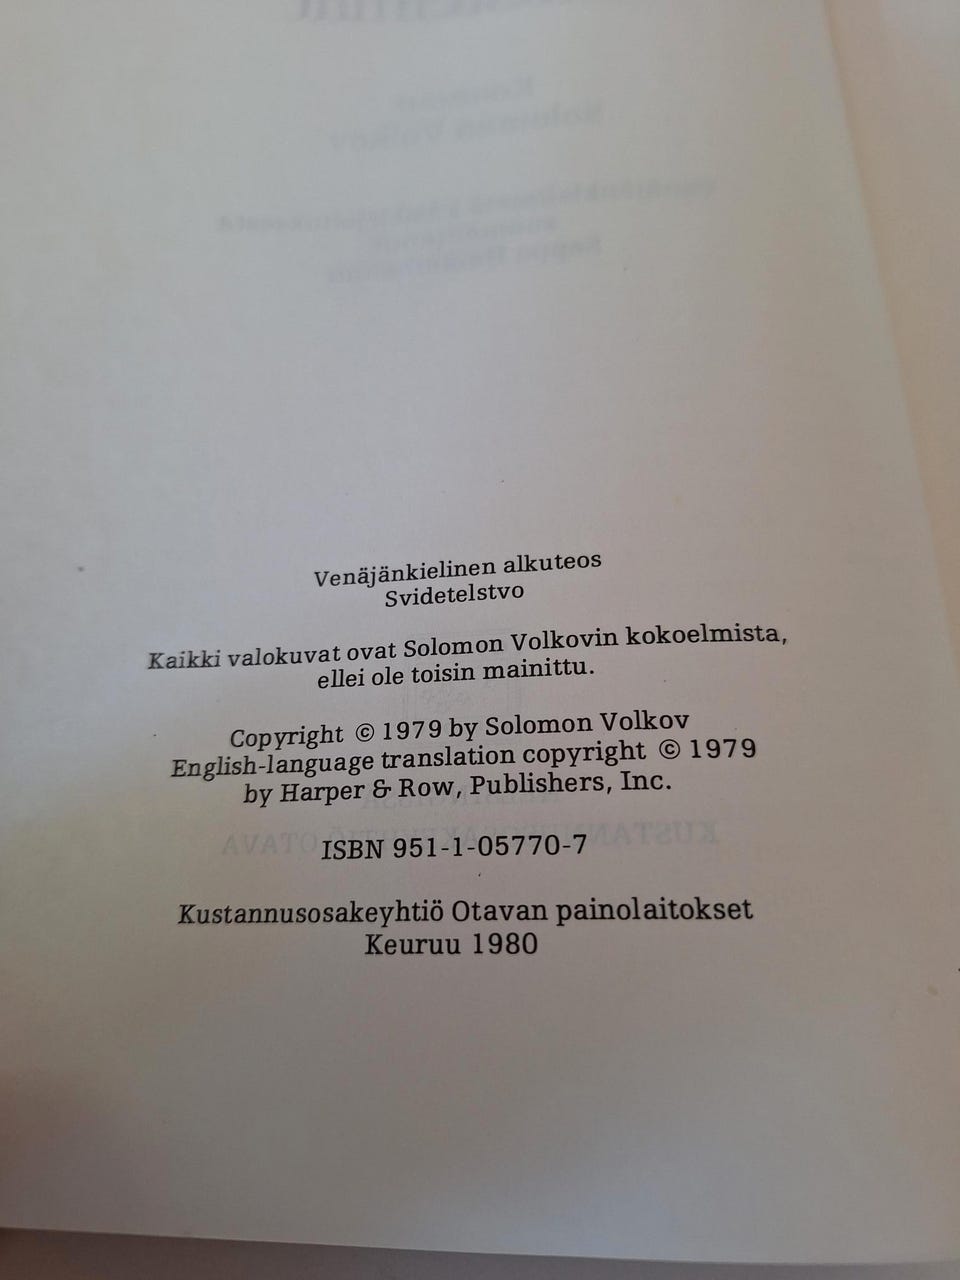 Venäjänkielinen alkuteos
Svidetelstvo
Kaikki valokuvat ovat Solomon Volkovin kokoelmista,
ellei ole toisin mainittu.
Copyright © 1979 by Solomon Volkov
English-language translation copyright © 1979
by Harper & Row, Publishers, Inc.
ISBN 951-1-05770-7
Kustannusosakeyhtiö Otavan painolaitokset
Keuruu 1980